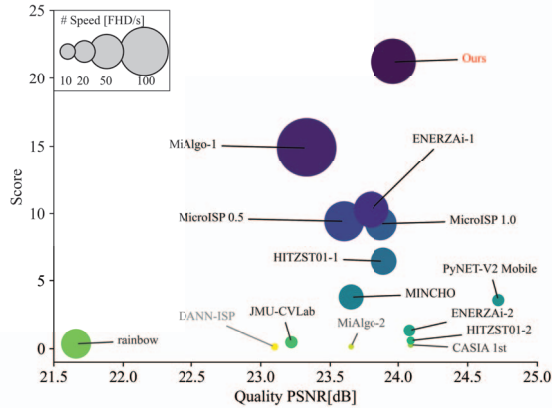 25
# Speed [FHD/s]
10 20 50 100
20
Ours
15
MiAlgo-1
ENERZAi-1
Score
10
MicroISP 0.5
MicroISP 1.0
HITZST01-1
PyNET-V2 Mobile
5
MINCHO
DANN-ISP
JMU-CVLab
MiAlgo-2
ENERZAi-2
HITZST01-2
rainbow
CASIA 1st
0
21.5 22.0 22.5 23.0 23.5 24.0 24.5 25.0
Quality PSNR[dB]